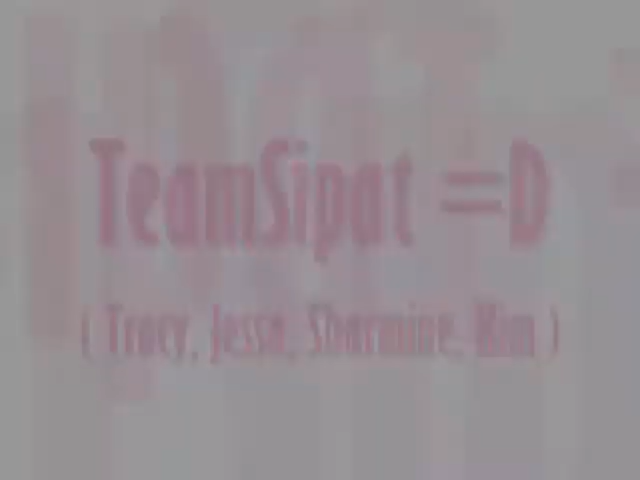 TeamSipat =D
( Tracy, Jessa, Sharmine, Kim )